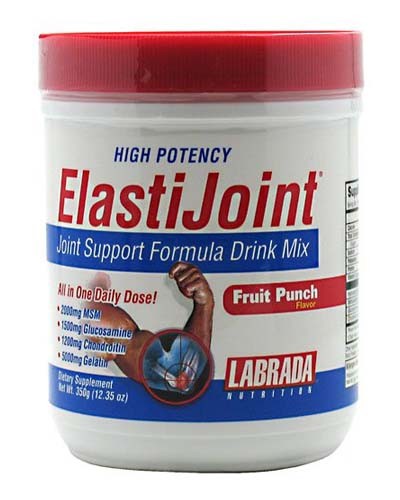 HIGH POTENCY
ElastiJoint®
Joint Support Formula Drink Mix
All in One Daily Dose!
• 2000mg MSM
• 1500mg Glucosamine
• 1200mg Chondroitin
• 5000mg Gelatin
Dietary Supplement
Net Wt. 350g (12.35 oz)
Fruit Punch
Flavor
LABRADA
NUTRITION